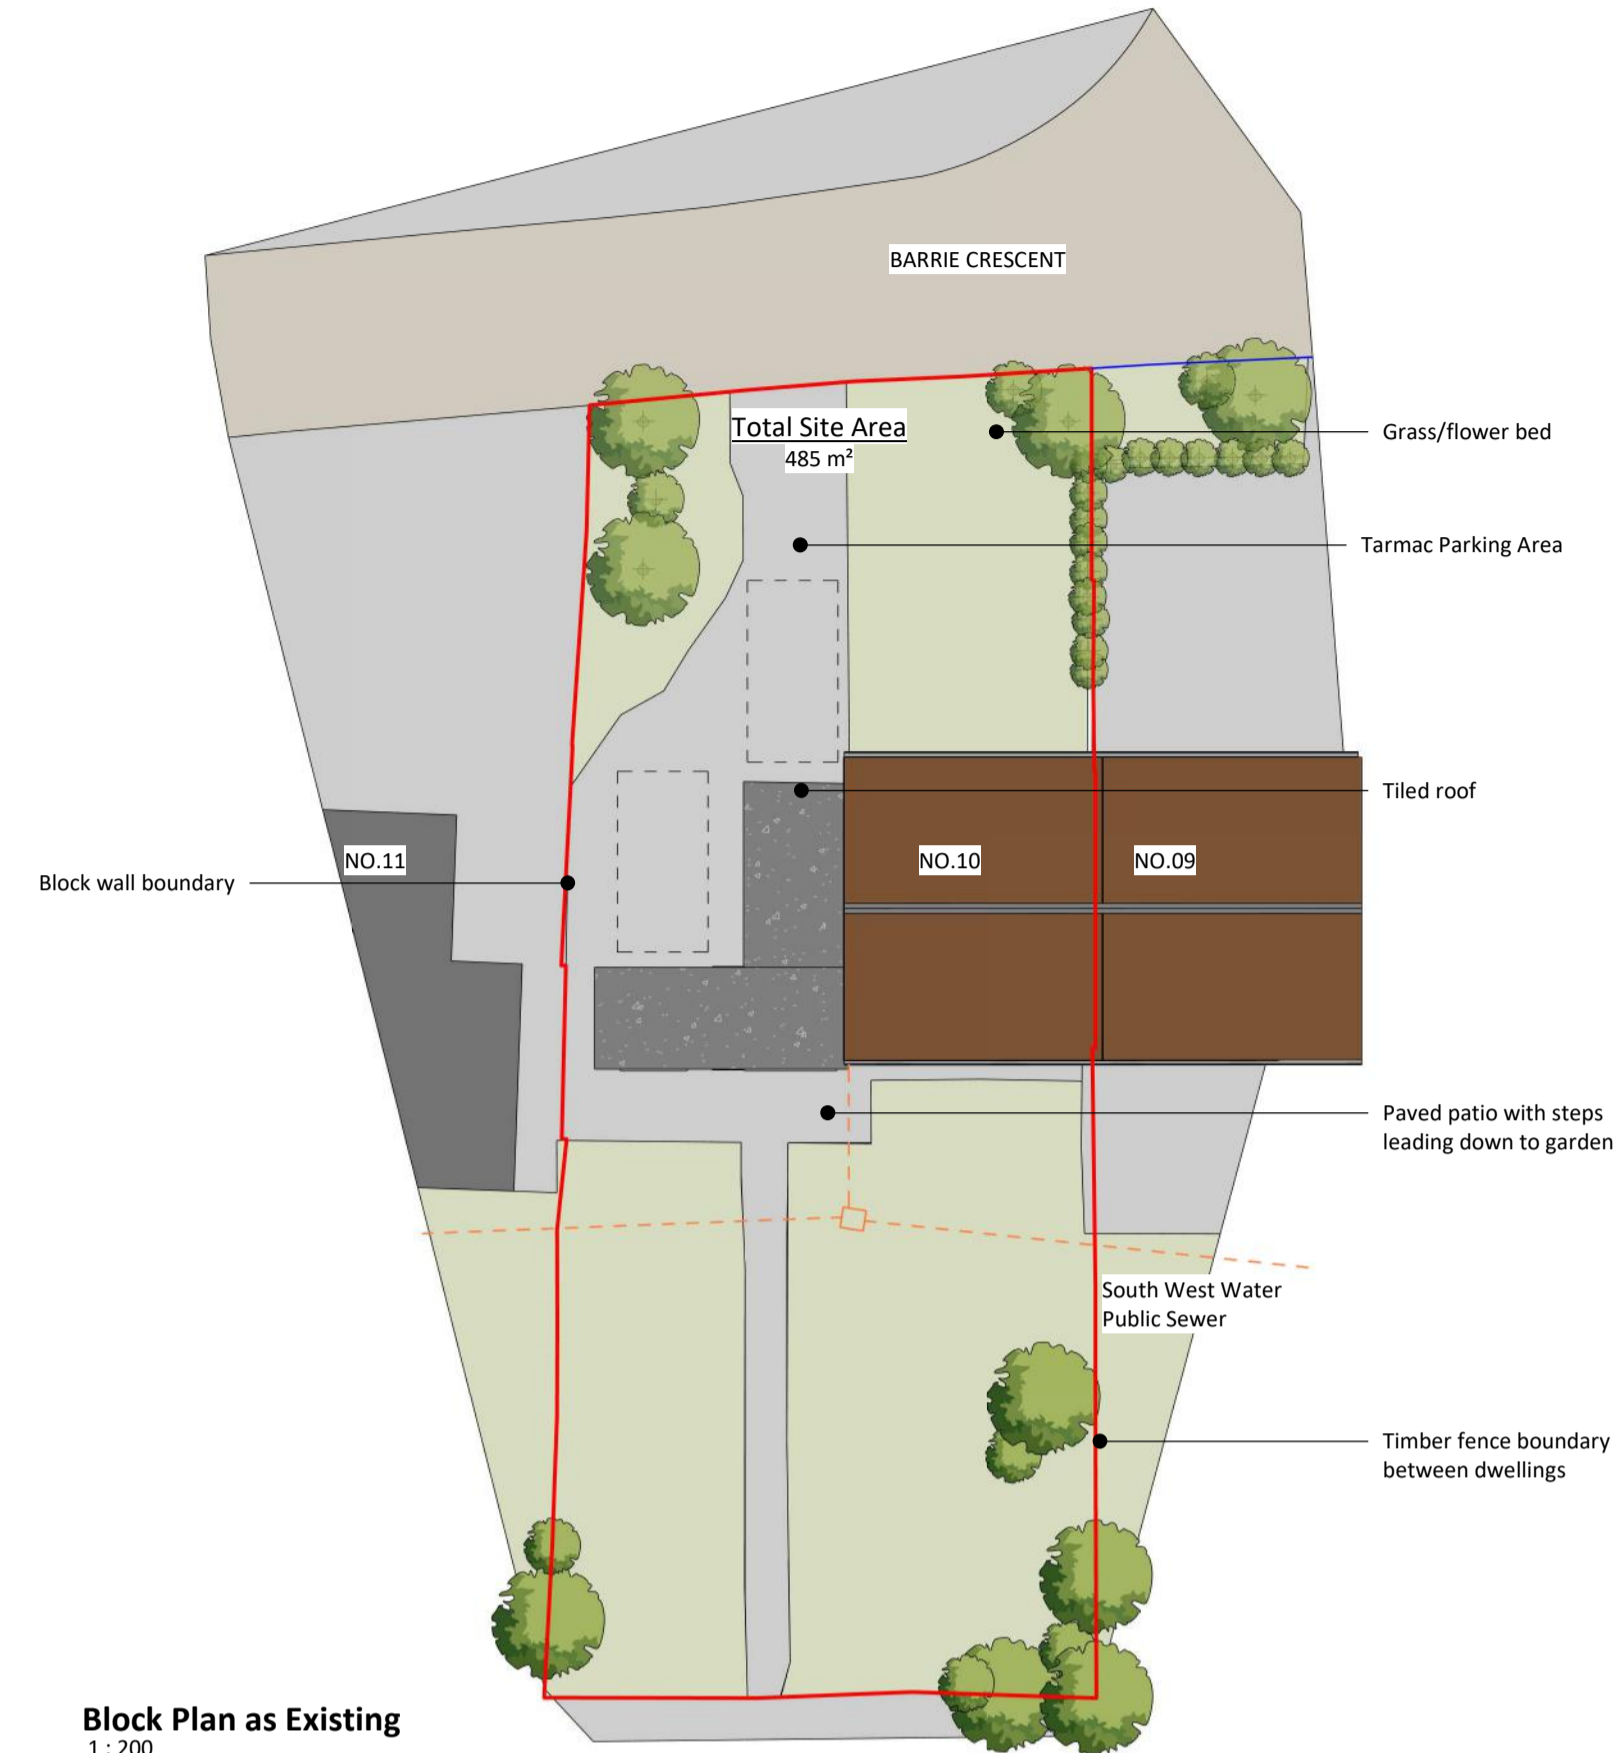 BARRIE CRESCENT
Total Site Area
485 m²
Grass/flower bed
Tarmac Parking Area
Tiled roof
NO.11
NO.10
NO.09
Block wall boundary
Paved patio with steps
leading down to garden
South West Water
Public Sewer
Timber fence boundary
between dwellings
Block Plan as Existing
1 : 200